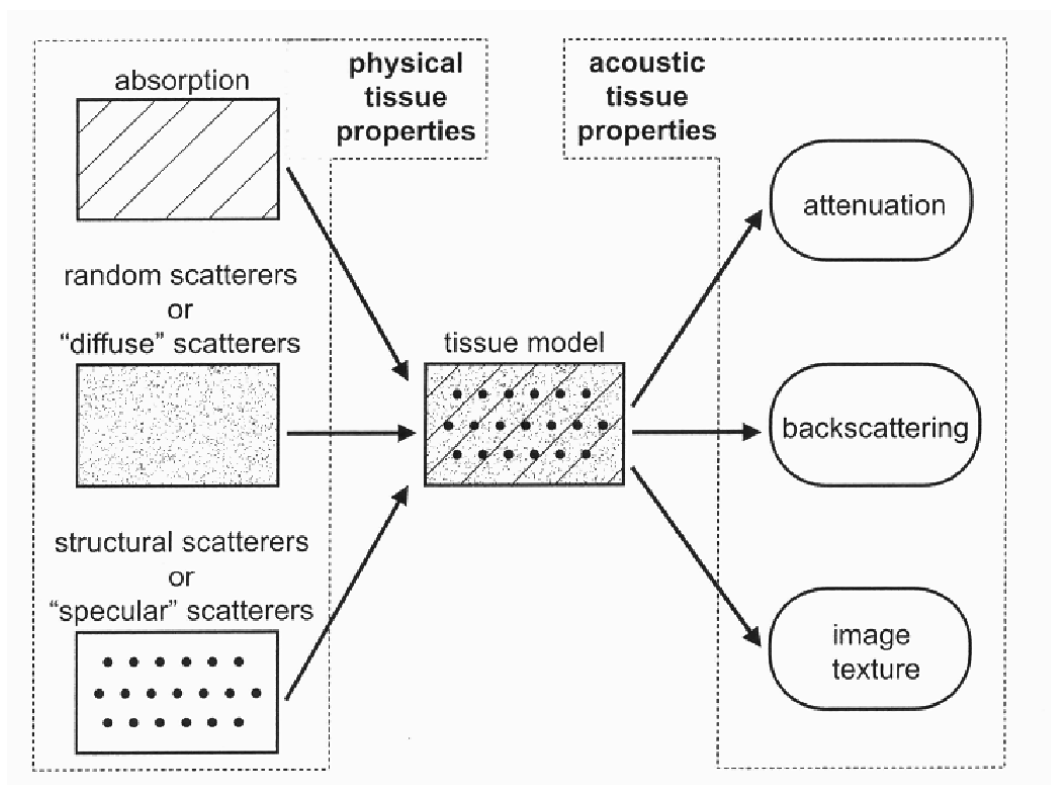 absorption
physical
tissue
properties
acoustic
tissue
properties
attenuation
random scatterers
or
“diffuse” scatterers
tissue model
backscattering
structural scatterers
or
“specular” scatterers
image
texture